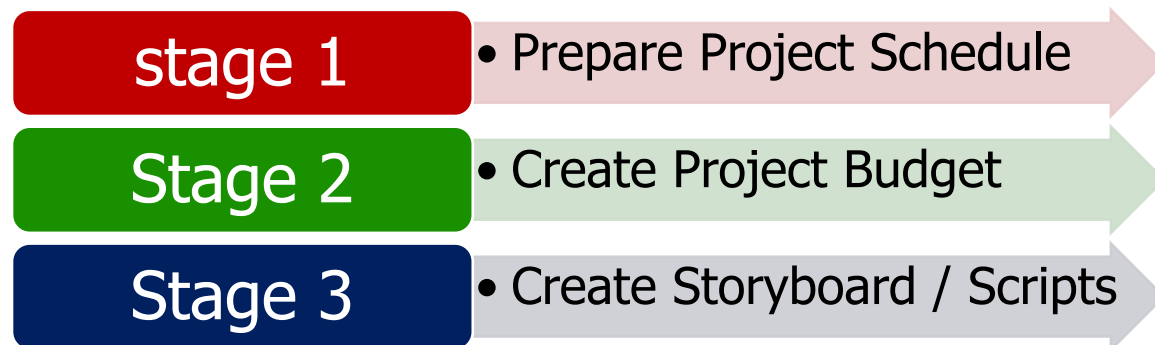 stage 1
• Prepare Project Schedule
Stage 2
• Create Project Budget
Stage 3
• Create Storyboard / Scripts